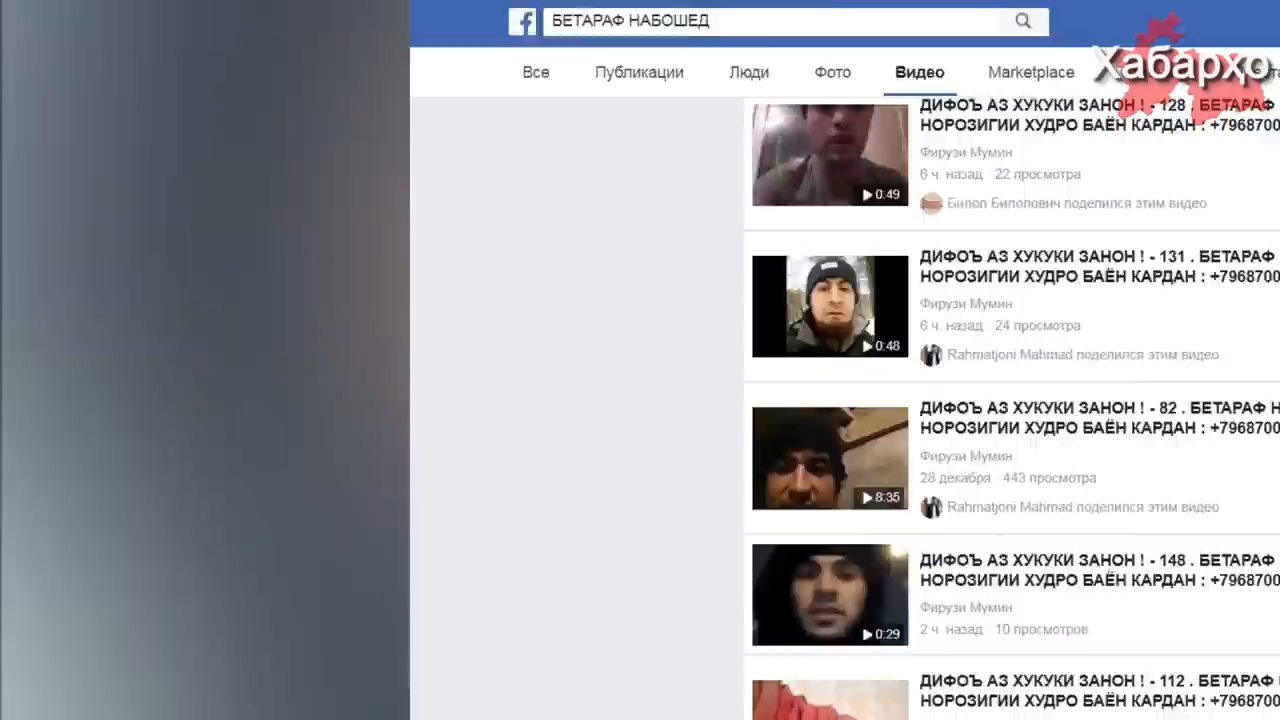 БЕТАРАФ НАБОШЕД
Хабарҳо
Все Публикации Люди Фото Видео Marketplace
ДИФОЪ АЗ ХУКУКИ ЗАНОН ! - 128 . БЕТАРАФ
НОРОЗИГИИ ХУДРО БАЁН КАРДАН : +7968700
Фирузи Мумин
6 ч. назад · 22 просмотра
0:49
Билол Билолович поделился этим видео
ДИФОЪ АЗ ХУКУКИ ЗАНОН ! - 131 . БЕТАРАФ
НОРОЗИГИИ ХУДРО БАЁН КАРДАН : +7968700
Фирузи Мумин
6 ч. назад · 24 просмотра
0:48
Rahmatjoni Mahmad поделился этим видео
ДИФОЪ АЗ ХУКУКИ ЗАНОН ! - 82 . БЕТАРАФ Н
НОРОЗИГИИ ХУДРО БАЁН КАРДАН : +7968700
Фирузи Мумин
28 декабря · 443 просмотра
8:35
Rahmatjoni Mahmad поделился этим видео
ДИФОЪ АЗ ХУКУКИ ЗАНОН ! - 148 . БЕТАРАФ
НОРОЗИГИИ ХУДРО БАЁН КАРДАН : +7968700
Фирузи Мумин
2 ч. назад · 10 просмотров
0:29
ДИФОЪ АЗ ХУКУКИ ЗАНОН ! - 112 . БЕТАРАФ
НОРОЗИГИИ ХУДРО БАЁН КАРДАН : +7968700